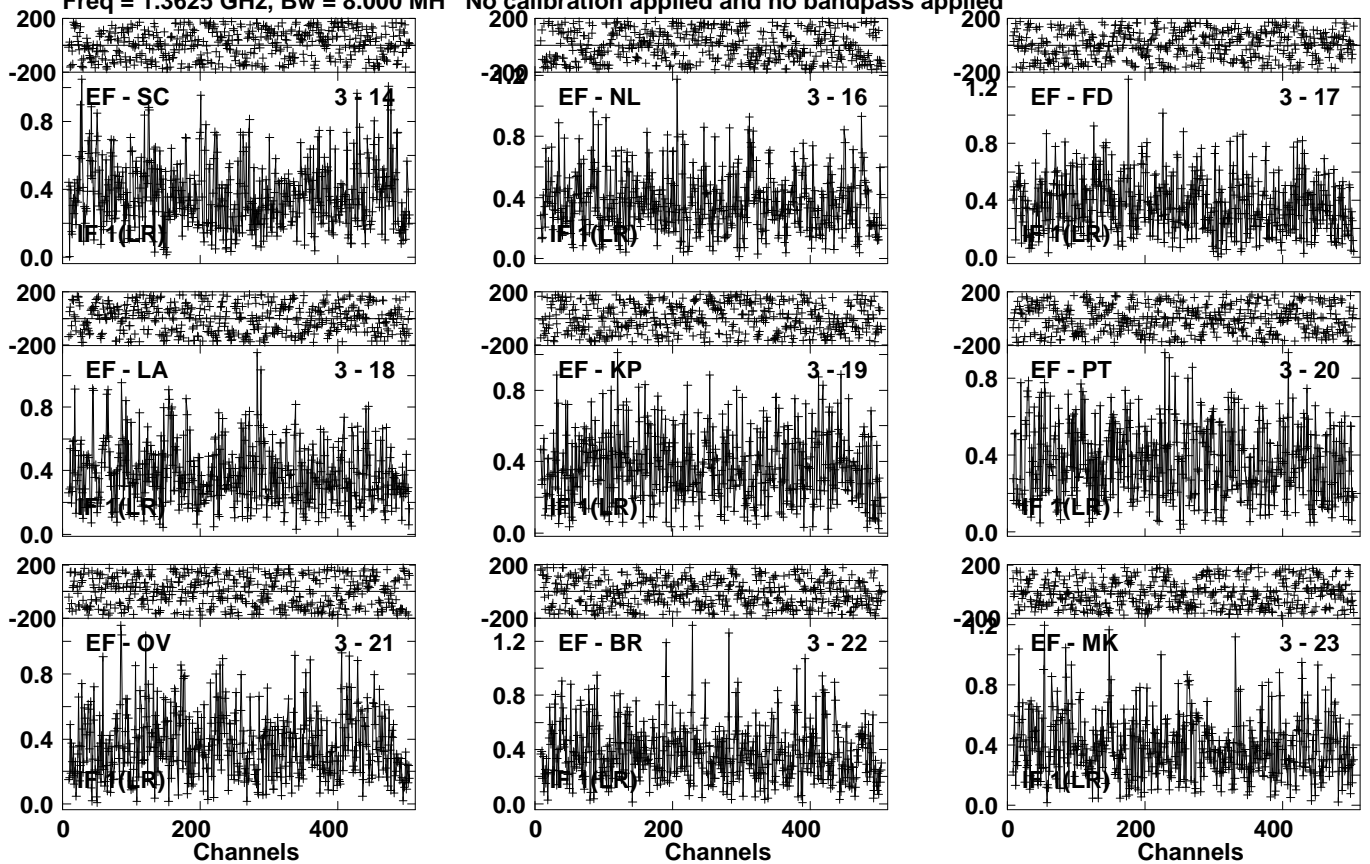 Freq = 1.3625 GHz, Bw = 8.000 MH No calibration applied and no bandpass applied
200 200 200
-200 -200 -200
1.2 1.2
EF - SC 3 - 14 EF - NL 3 - 16 EF - FD 3 - 17
0.8 0.8 0.8
0.4 0.4 0.4
IF 1(LR) IF 1(LR) IF 1(LR)
0.0 0.0 0.0
200 200 200
-200 -200 -200
EF - LA 3 - 18 EF - KP 3 - 19 EF - PT 3 - 20
0.8 0.8 0.8
0.4 0.4 0.4
IF 1(LR) IF 1(LR) IF 1(LR)
0.0 0.0 0.0
200 200 200
-200 -200 -200
1.2 1.2
EF - OV 3 - 21 EF - BR 3 - 22 EF - MK 3 - 23
0.8 0.8 0.8
0.4 0.4 0.4
IF 1(LR) IF 1(LR) IF 1(LR)
0.0 0.0 0.0
0 200 400 0 200 400 0 200 400
Channels Channels Channels